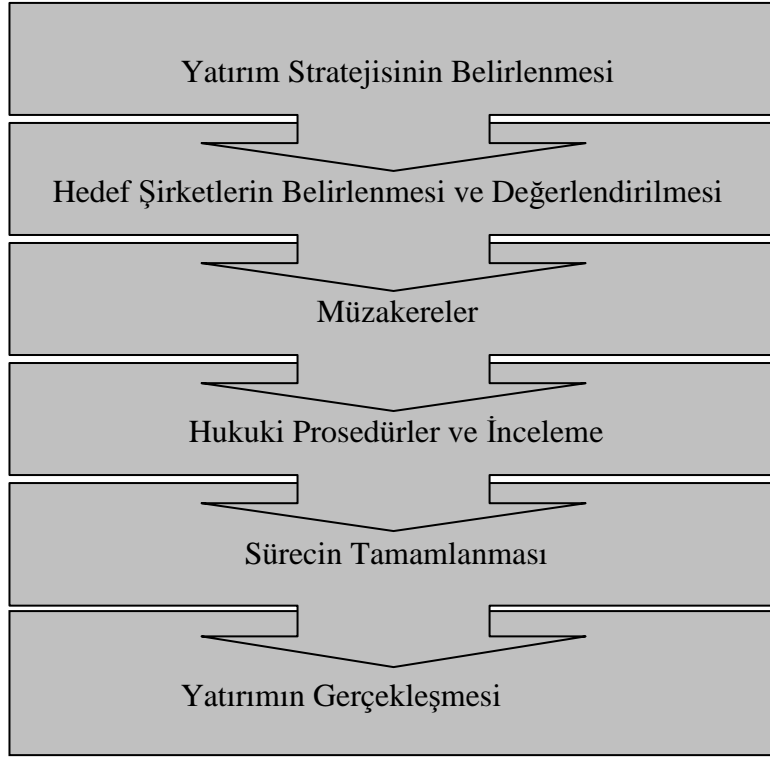 Yatırım Stratejisinin Belirlenmesi
Hedef Şirketlerin Belirlenmesi ve Değerlendirilmesi
Müzakereler
Hukuki Prosedürler ve İnceleme
Sürecin Tamamlanması
Yatırımın Gerçekleşmesi